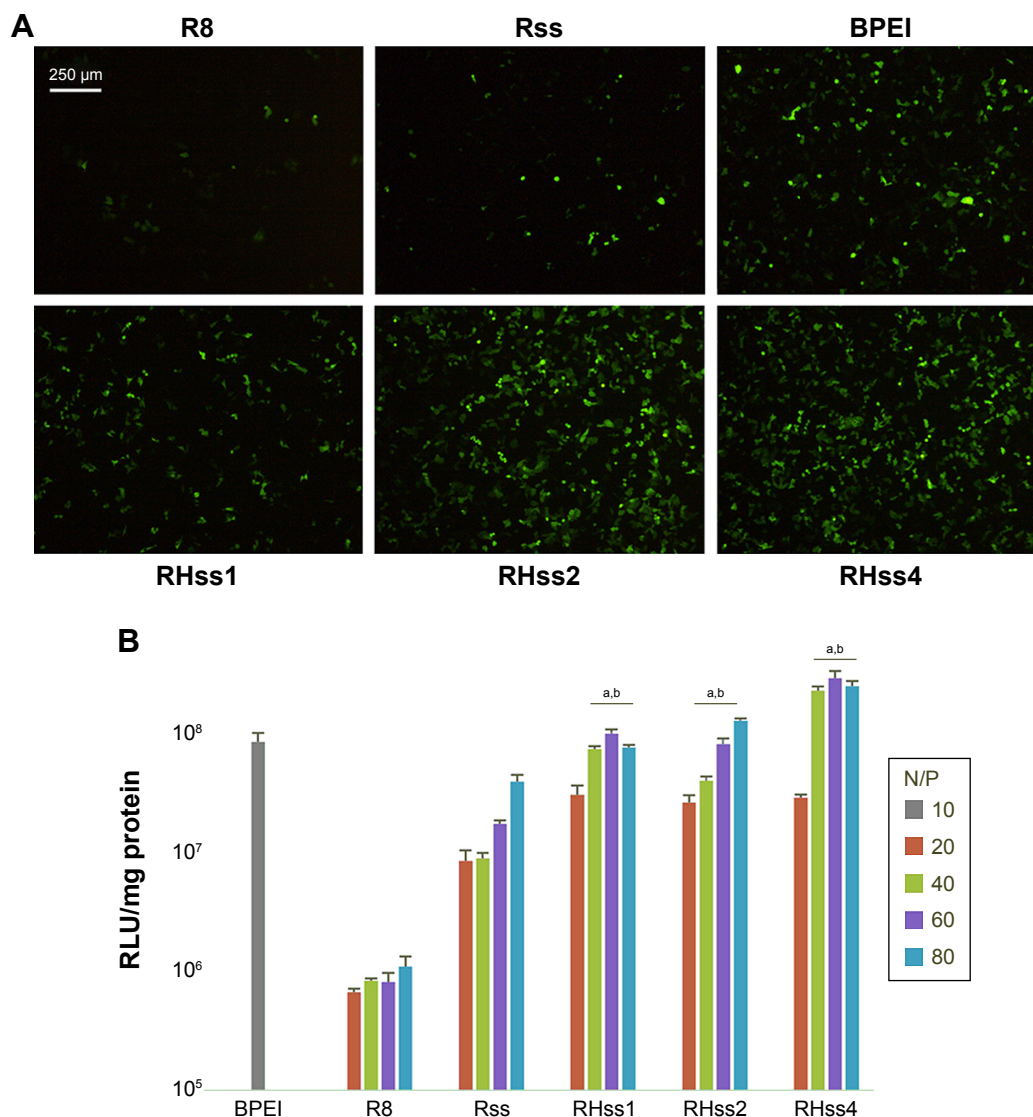 A
R8 Rss BPEI
250 µm
RHss1 RHss2 RHss4
B
RLU/mg protein
10⁸
10⁷
10⁶
10⁵
a,b a,b a,b
BPEI R8 Rss RHss1 RHss2 RHss4
N/P
10
20
40
60
80